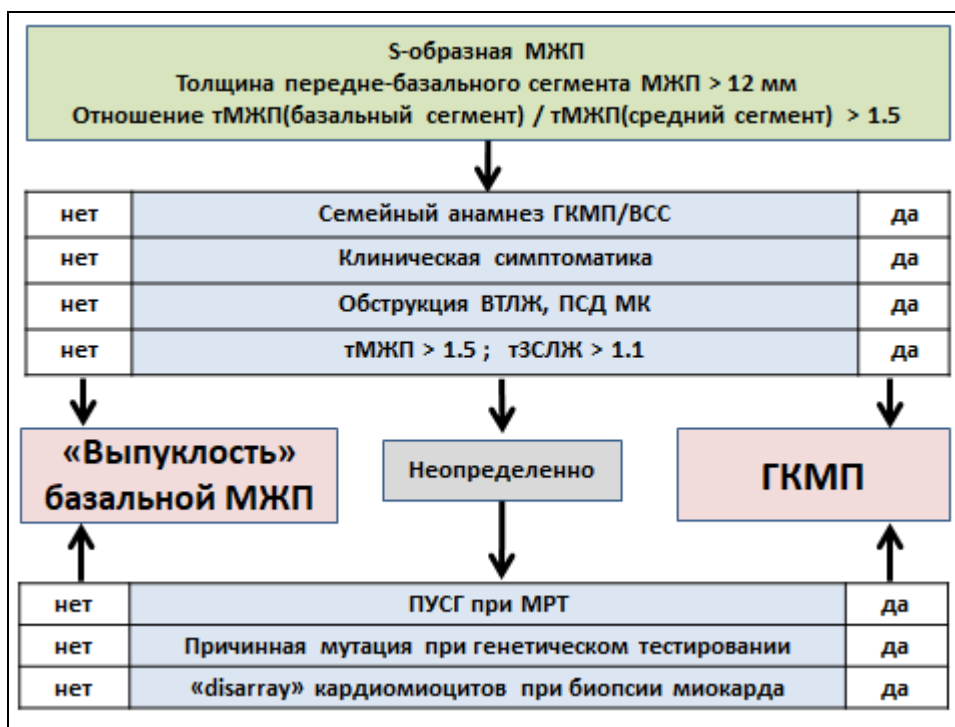 S-образная МЖП
Толщина передне-базального сегмента МЖП > 12 мм
Отношение тМЖП(базальный сегмент) / тМЖП(средний сегмент) > 1.5
нет Семейный анамнез ГКМП/ВСС да
нет Клиническая симптоматика да
нет Обструкция ВТЛЖ, ПСД МК да
нет тМЖП > 1.5 ; тЗСЛЖ > 1.1 да
«Выпуклость»
базальной МЖП
Неопределенно
ГКМП
нет ПУСГ при МРТ да
нет Причинная мутация при генетическом тестировании да
нет «disarray» кардиомиоцитов при биопсии миокарда да